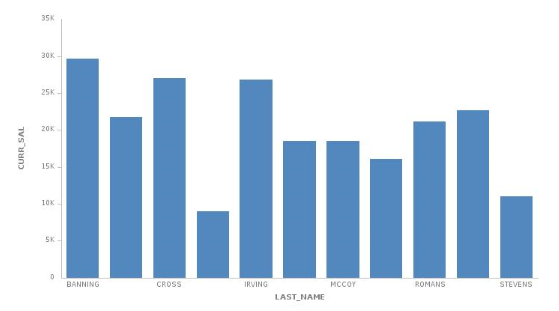 35K
30K
25K
20K
15K
10K
5K
0
CURR_SAL
BANNING CROSS IRVING MCCOY ROMANS STEVENS
LAST_NAME